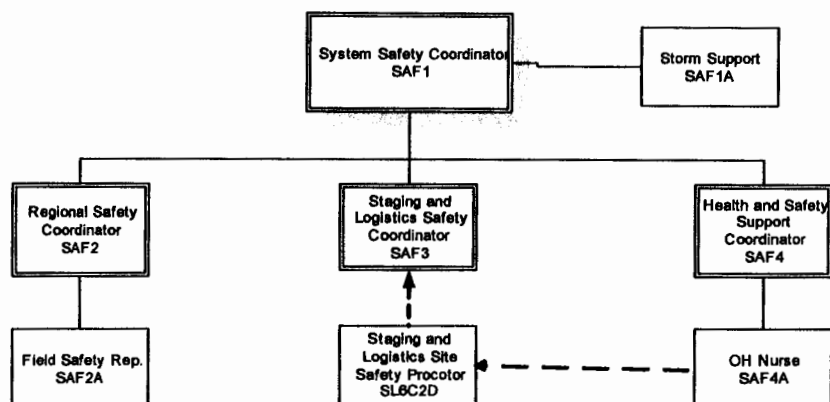 System Safety Coordinator
SAF1
Storm Support
SAF1A
Regional Safety
Coordinator
SAF2
Staging and
Logistics Safety
Coordinator
SAF3
Health and Safety
Support
Coordinator
SAF4
Field Safety Rep.
SAF2A
Staging and
Logistics Site
Safety Procotor
SL6C2D
OH Nurse
SAF4A